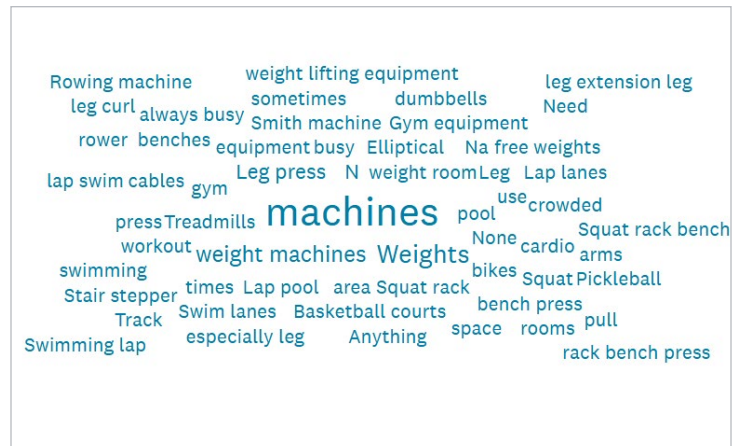 weight lifting equipment
Rowing machine
leg extension leg
sometimes
dumbbells
leg curl
Need
always busy
Smith machine
Gym equipment
rower
benches
equipment
busy
Elliptical
Na
free weights
Leg press
N
weight room
Leg
Lap lanes
lap swim
cables
gym
use
machines
pool
crowded
press
Treadmills
Squat rack bench
workout
None
cardio
weight machines
Weights
arms
swimming
bikes
Squat
Pickleball
times
Lap pool
area
Squat rack
Stair stepper
bench press
Swim lanes
Basketball courts
Track
pull
space
rooms
especially leg
Anything
Swimming lap
rack bench press